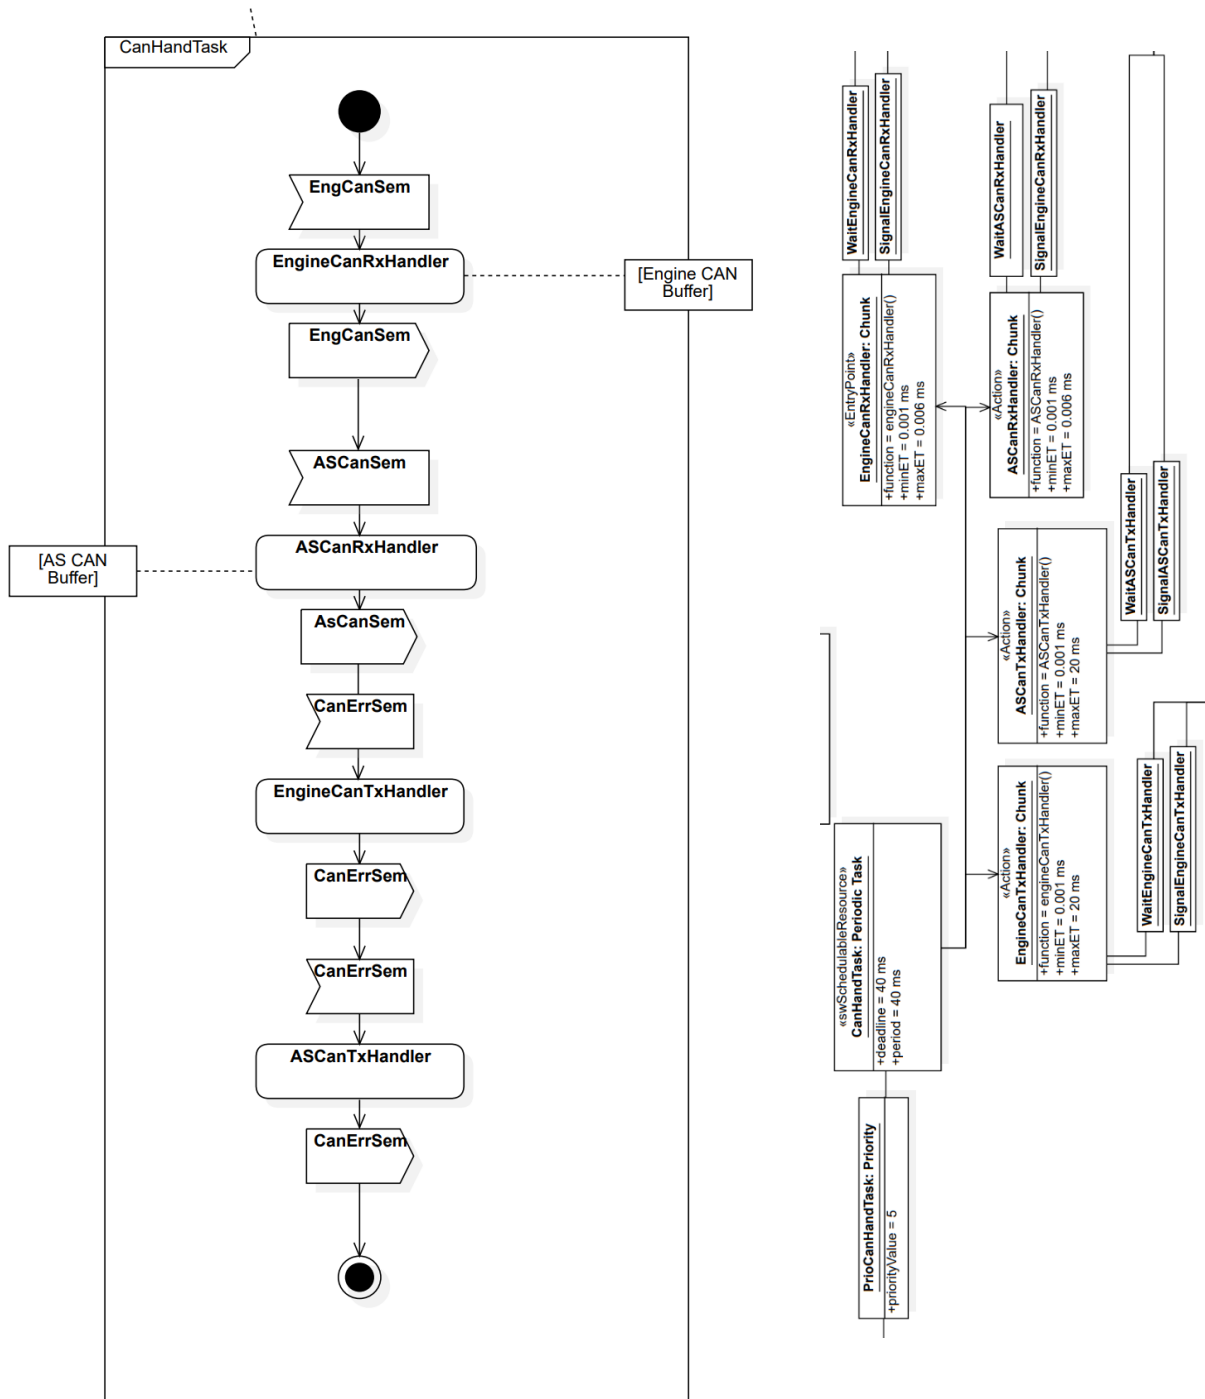 CanHandTask
EngCanSem
EngineCanRxHandler
[Engine CAN
Buffer]
EngCanSem
ASCanSem
ASCanRxHandler
[AS CAN
Buffer]
AsCanSem
CanErrSem
EngineCanTxHandler
CanErrSem
CanErrSem
ASCanTxHandler
CanErrSem
WaitEngineCanRxHandler
SignalEngineCanRxHandler
WaitASCanRxHandler
SignalEngineCanRxHandler
«EntryPoint»
EngineCanRxHandler: Chunk
+function = engineCanRxHandler()
+minET = 0.001 ms
+maxET = 0.006 ms
«Action»
ASCanRxHandler: Chunk
+function = ASCanRxHandler()
+minET = 0.001 ms
+maxET = 0.006 ms
WaitASCanTxHandler
SignalASCanTxHandler
«Action»
ASCanTxHandler: Chunk
+function = ASCanTxHandler()
+minET = 0.001 ms
+maxET = 20 ms
WaitEngineCanTxHandler
SignalEngineCanTxHandler
«Action»
EngineCanTxHandler: Chunk
+function = engineCanTxHandler()
+minET = 0.001 ms
+maxET = 20 ms
«swSchedulableResource»
CanHandTask: Periodic Task
+deadline = 40 ms
+period = 40 ms
PrioCanHandTask: Priority
+priorityValue = 5